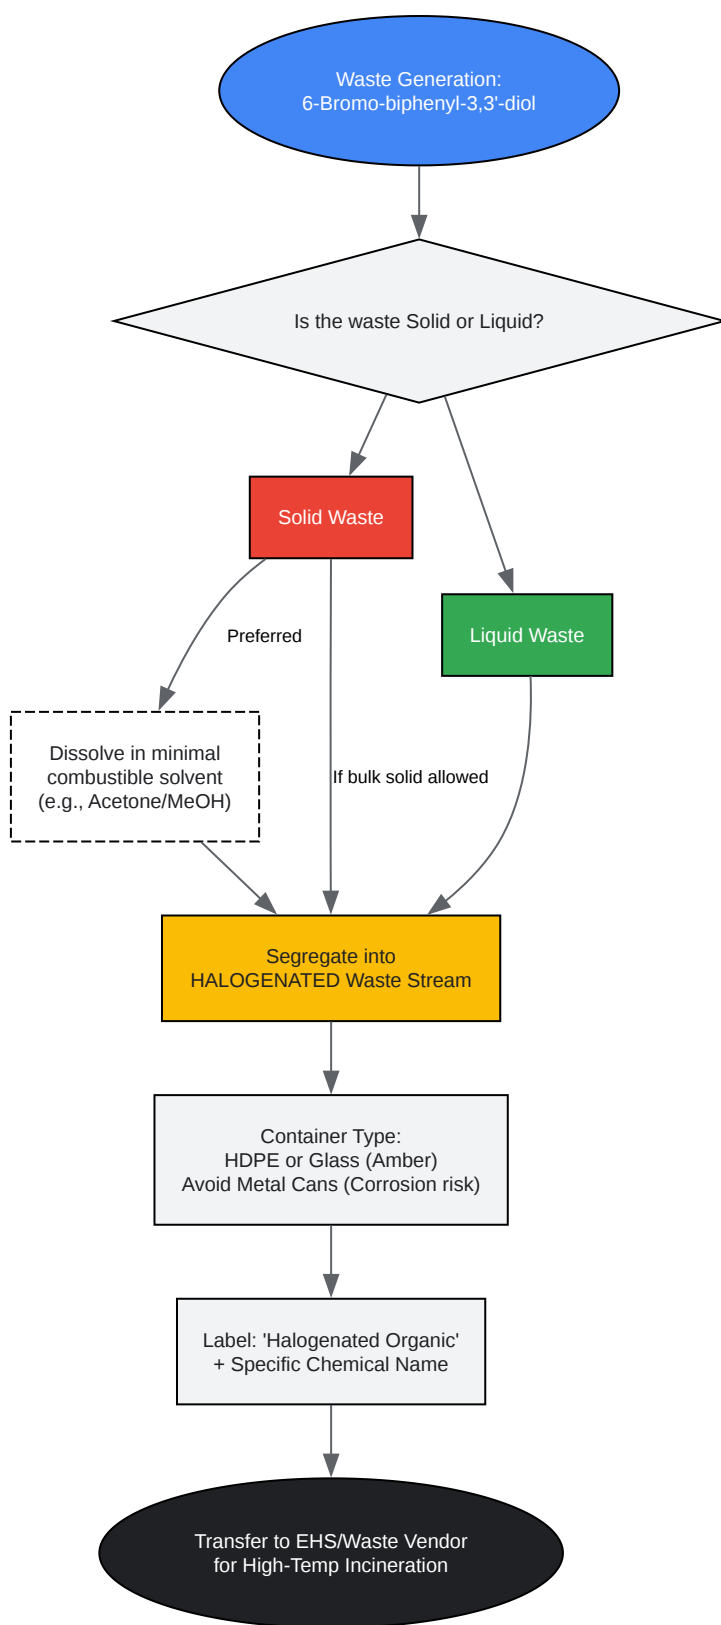 Waste Generation:
6-Bromo-biphenyl-3,3'-diol
Is the waste Solid or Liquid?
Solid Waste
Liquid Waste
Preferred
Dissolve in minimal
combustible solvent
(e.g., Acetone/MeOH)
If bulk solid allowed
Segregate into
HALOGENATED Waste Stream
Container Type:
HDPE or Glass (Amber)
Avoid Metal Cans (Corrosion risk)
Label: 'Halogenated Organic'
+ Specific Chemical Name
Transfer to EHS/Waste Vendor
for High-Temp Incineration